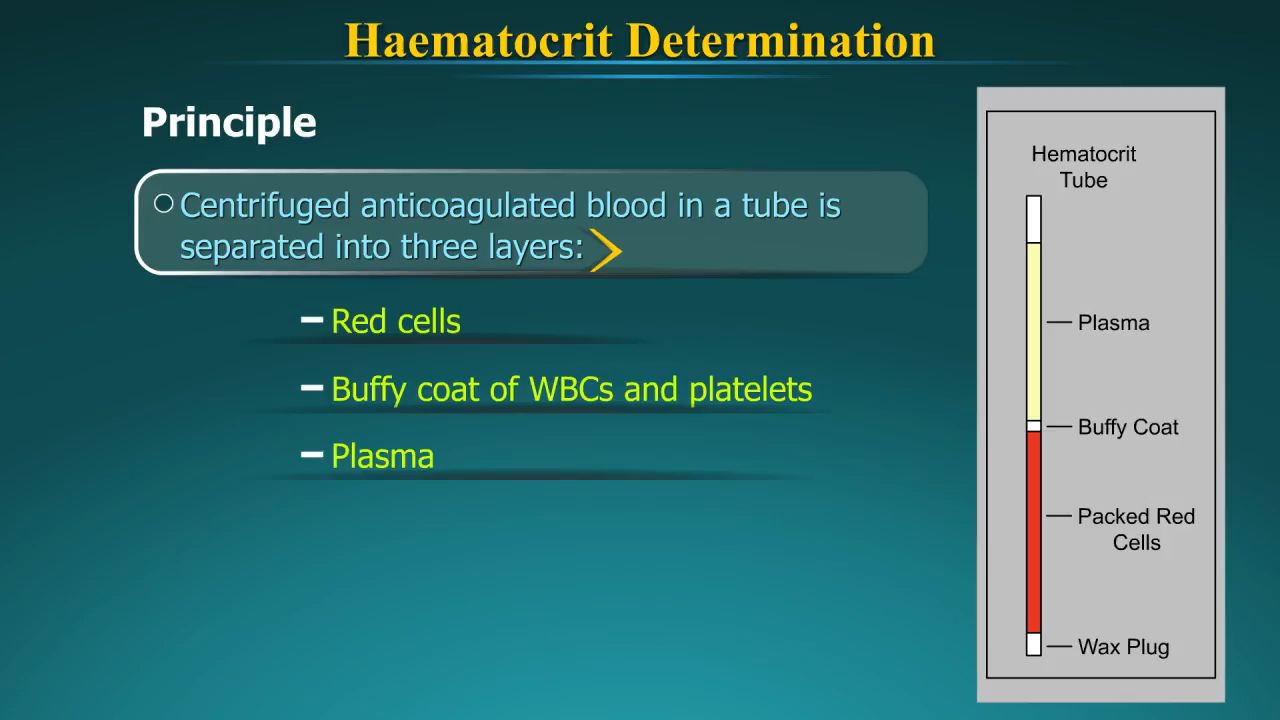 Haematocrit Determination
Principle
Centrifuged anticoagulated blood in a tube is
separated into three layers:
– Red cells
– Buffy coat of WBCs and platelets
– Plasma
Hematocrit
Tube
Plasma
Buffy Coat
Packed Red
Cells
Wax Plug